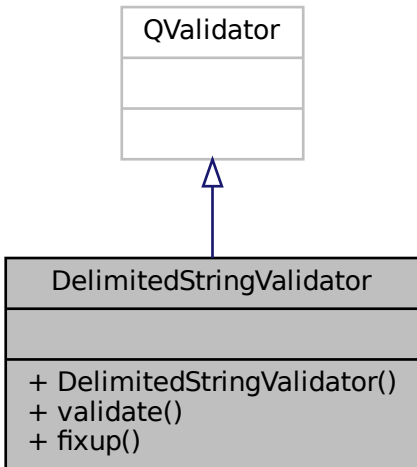 QValidator
DelimitedStringValidator
+ DelimitedStringValidator()
+ validate()
+ fixup()